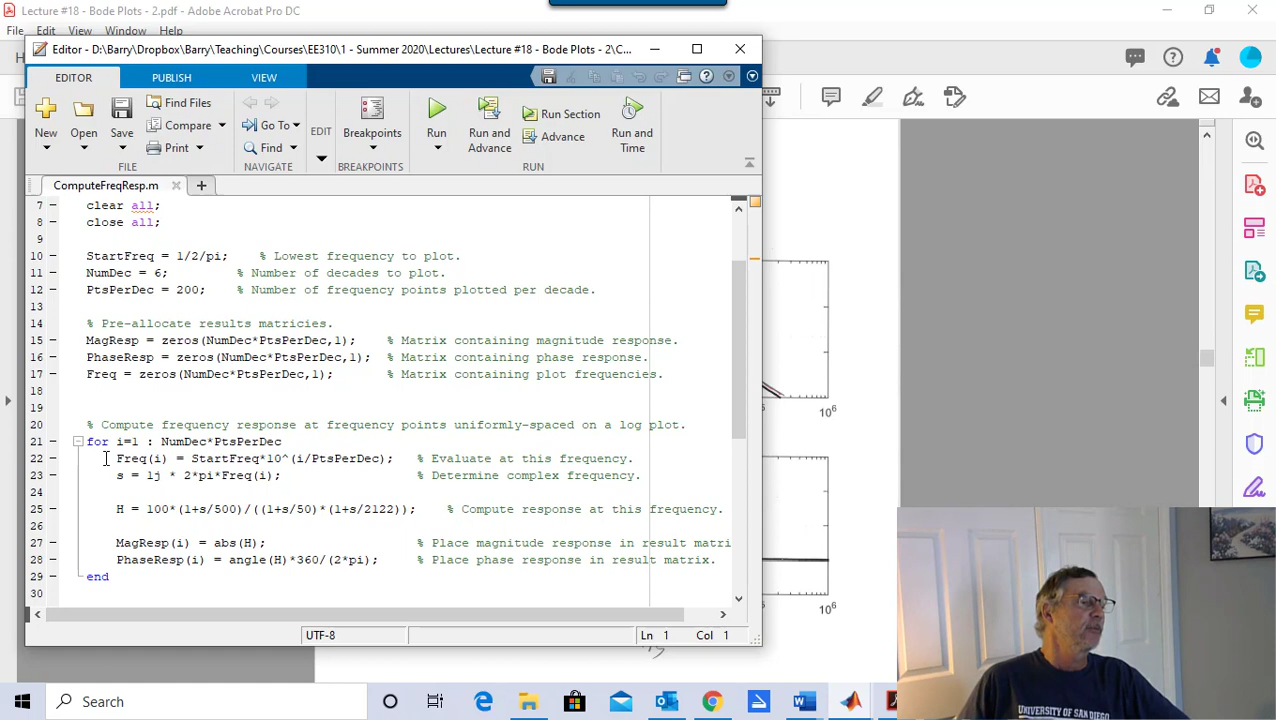 Lecture #18 - Bode Plots - 2.pdf - Adobe Acrobat Pro DC
File Edit View Window Help
Editor - D:\Barry\Dropbox\Barry\Teaching\Courses\EE310\1 - Summer 2020\Lectures\Lecture #18 - Bode Plots - 2\C...
EDITOR PUBLISH VIEW
New Open Save
Find Files
Compare
Print
Go To
Find
EDIT
Breakpoints
Run
Run and Advance
Run Section
Advance
Run and Time
FILE NAVIGATE BREAKPOINTS RUN
ComputeFreqResp.m
7 clear all;
8 close all;
9
10 StartFreq = 1/2/pi; % Lowest frequency to plot.
11 NumDec = 6; % Number of decades to plot.
12 PtsPerDec = 200; % Number of frequency points plotted per decade.
13
14 % Pre-allocate results matricies.
15 MagResp = zeros(NumDec*PtsPerDec,1); % Matrix containing magnitude response.
16 PhaseResp = zeros(NumDec*PtsPerDec,1); % Matrix containing phase response.
17 Freq = zeros(NumDec*PtsPerDec,1); % Matrix containing plot frequencies.
18
19
20 % Compute frequency response at frequency points uniformly-spaced on a log plot.
21 for i=1 : NumDec*PtsPerDec
22 Freq(i) = StartFreq*10^(i/PtsPerDec); % Evaluate at this frequency.
23 s = 1j * 2*pi*Freq(i); % Determine complex frequency.
24
25 H = 100*(1+s/500)/((1+s/50)*(1+s/2122)); % Compute response at this frequency.
26
27 MagResp(i) = abs(H); % Place magnitude response in result matri
28 PhaseResp(i) = angle(H)*360/(2*pi); % Place phase response in result matrix.
29 end
30
UTF-8 Ln 1 Col 1
10^6
10^6
Search
UNIVERSITY OF SAN DIEGO